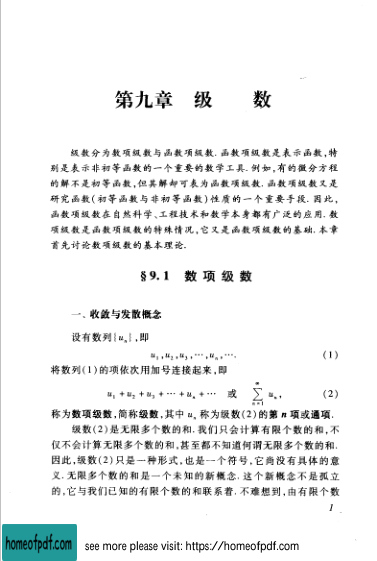 第九章 级 数
级数分为数项级数与函数项级数. 函数项级数是表示函数,特
别是表示非初等函数的一个重要的数学工具. 例如,有的微分方程
的解不是初等函数,但其解却可表为函数项级数. 函数项级数又是
研究函数(初等函数与非初等函数)性质的一个重要手段. 因此,
函数项级数在自然科学、工程技术和数学本身都有广泛的应用. 数
项级数是函数项级数的特殊情况,它又是函数项级数的基础. 本章
首先讨论数项级数的基本理论.
§9.1 数项级数
一. 收敛与发散概念
设有数列{uₙ},即
u₁,u₂,u₃,⋯,uₙ,⋯. (1)
将数列(1)的项依次用加号连接起来,即
u₁+u₂+u₃+⋯+uₙ+⋯ 或 ∑_{n=1}^{∞} uₙ, (2)
称为数项级数,简称级数,其中 uₙ 称为级数(2)的第 n 项或通项.
级数(2)是无限多个数的和. 我们只会计算有限个数的和,不
仅不会计算无限多个数的和,甚至都不知道何谓无限多个数的和.
因此,级数(2)只是一种形式,也是一个符号,它尚没有具体的意
义. 无限多个数的和是一个未知的新概念. 这个新概念不是孤立
的,它与我们已知的有限个数的和联系着. 不难想到,由有限个数
1
homeofpdf.com
see more please visit: https://homeofpdf.com